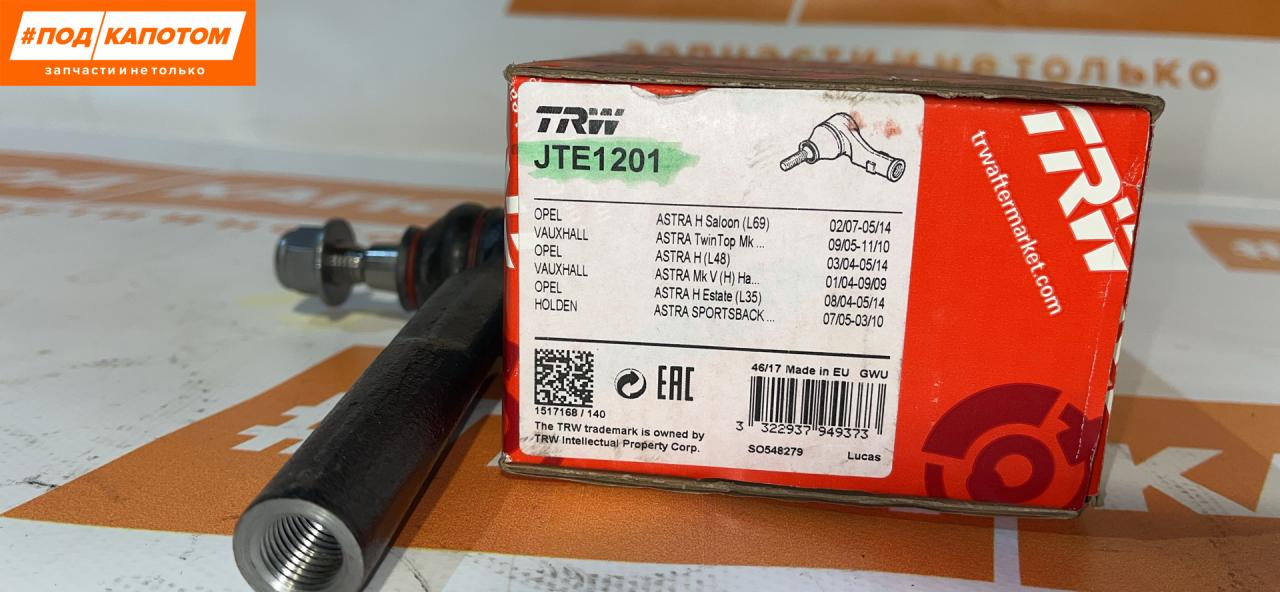 #ПОД/КАПОТОМ
запчасти и не только
запчасти и не только
TRW
JTE1201
OPEL ASTRA H Saloon (L69) 02/07-05/14
VAUXHALL ASTRA TwinTop Mk ... 09/05-11/10
OPEL ASTRA H (L48) 03/04-05/14
VAUXHALL ASTRA Mk V (H) Ha... 01/04-09/09
OPEL ASTRA H Estate (L35) 08/04-05/14
HOLDEN ASTRA SPORTSBACK ... 07/05-03/10
46/17 Made in EU GWU
EAC
3 322937 949373
1517168 / 140
The TRW trademark is owned by
TRW Intellectual Property Corp.
SO548279 Lucas
TRW
trwaftermarket.com